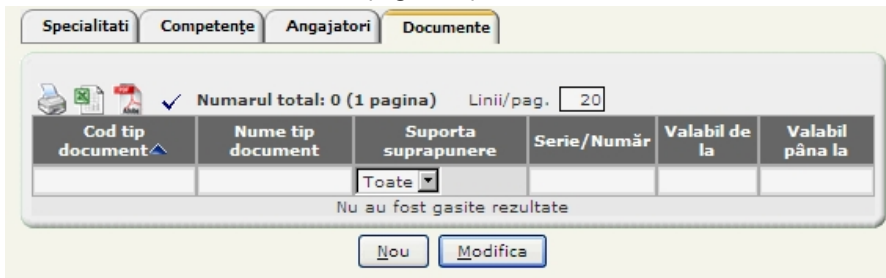 Specialitati Competențe Angajatori Documente
Numarul total: 0 (1 pagina) Linii/pag. 20
Cod tip document Nume tip document Suporta suprapunere Serie/Număr Valabil de la Valabil pâna la
Toate
Nu au fost gasite rezultate
Nou Modifica